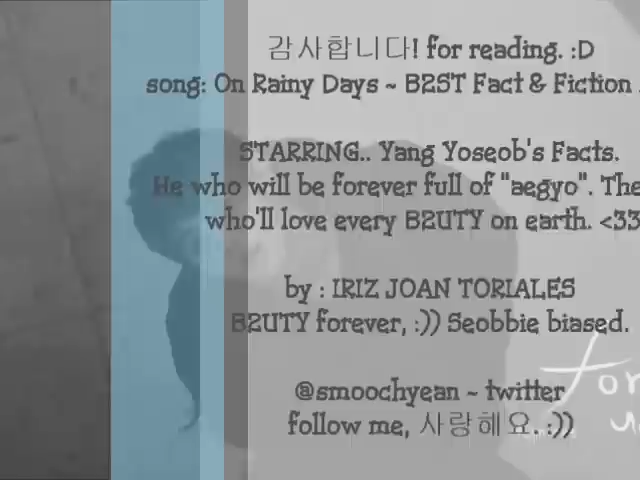 감사합니다! for reading. :D
song: On Rainy Days ~ B2ST Fact & Fiction
STARRING.. Yang Yoseob's Facts.
He who will be forever full of "aegyo". The
who'll love every B2UTY on earth. <33
by : IRIZ JOAN TORIALES
B2UTY forever, :)) Seobbie biased.
@smoochyean ~ twitter
follow me, 사랑해요. :))